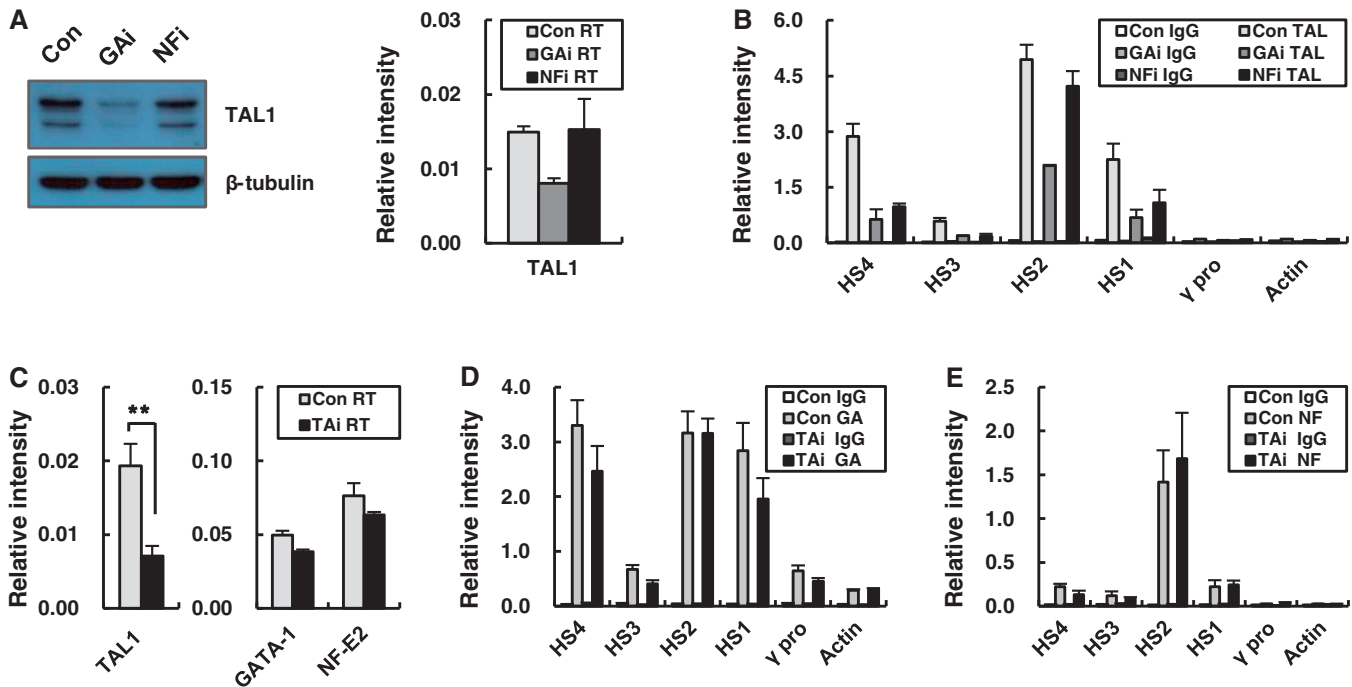 A
Con GAi NFi
TAL1
β-tubulin
Relative intensity
0.03
0.02
0.01
0.00
Con RT
GAi RT
NFi RT
TAL1
B
Relative intensity
6.0
4.5
3.0
1.5
0.0
Con IgG Con TAL
GAi IgG GAi TAL
NFi IgG NFi TAL
HS4 HS3 HS2 HS1 γ pro Actin
C
Relative intensity
0.03
0.02
0.01
0.00
**
TAL1
0.15
0.10
0.05
0.00
Con RT
TAi RT
GATA-1 NF-E2
D
Relative intensity
4.0
3.0
2.0
1.0
0.0
Con IgG
Con GA
TAi IgG
TAi GA
HS4 HS3 HS2 HS1 γ pro Actin
E
Relative intensity
2.5
2.0
1.5
1.0
0.5
0.0
Con IgG
Con NF
TAi IgG
TAi NF
HS4 HS3 HS2 HS1 γ pro Actin